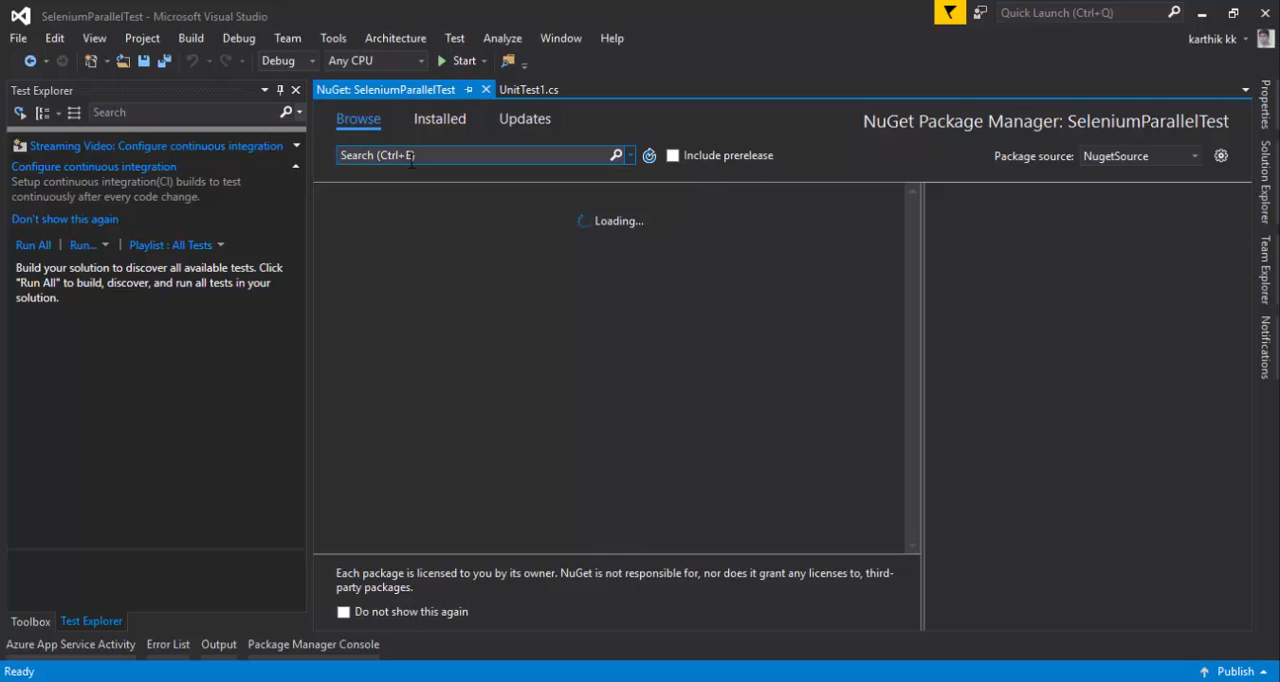 SeleniumParallelTest - Microsoft Visual Studio
Quick Launch (Ctrl+Q)
File Edit View Project Build Debug Team Tools Architecture Test Analyze Window Help
karthik kk
Debug Any CPU Start
Test Explorer
Search
Streaming Video: Configure continuous integration
Configure continuous integration
Setup continuous integration(CI) builds to test
continuously after every code change.
Don't show this again
Run All | Run... | Playlist : All Tests
Build your solution to discover all available tests. Click
"Run All" to build, discover, and run all tests in your
solution.
NuGet: SeleniumParallelTest
UnitTest1.cs
Browse Installed Updates
NuGet Package Manager: SeleniumParallelTest
Search (Ctrl+E)
Include prerelease
Package source: NugetSource
Loading...
Each package is licensed to you by its owner. NuGet is not responsible for, nor does it grant any licenses to, third-
party packages.
Do not show this again
Properties
Solution Explorer
Team Explorer
Notifications
Toolbox Test Explorer
Azure App Service Activity Error List Output Package Manager Console
Ready
Publish